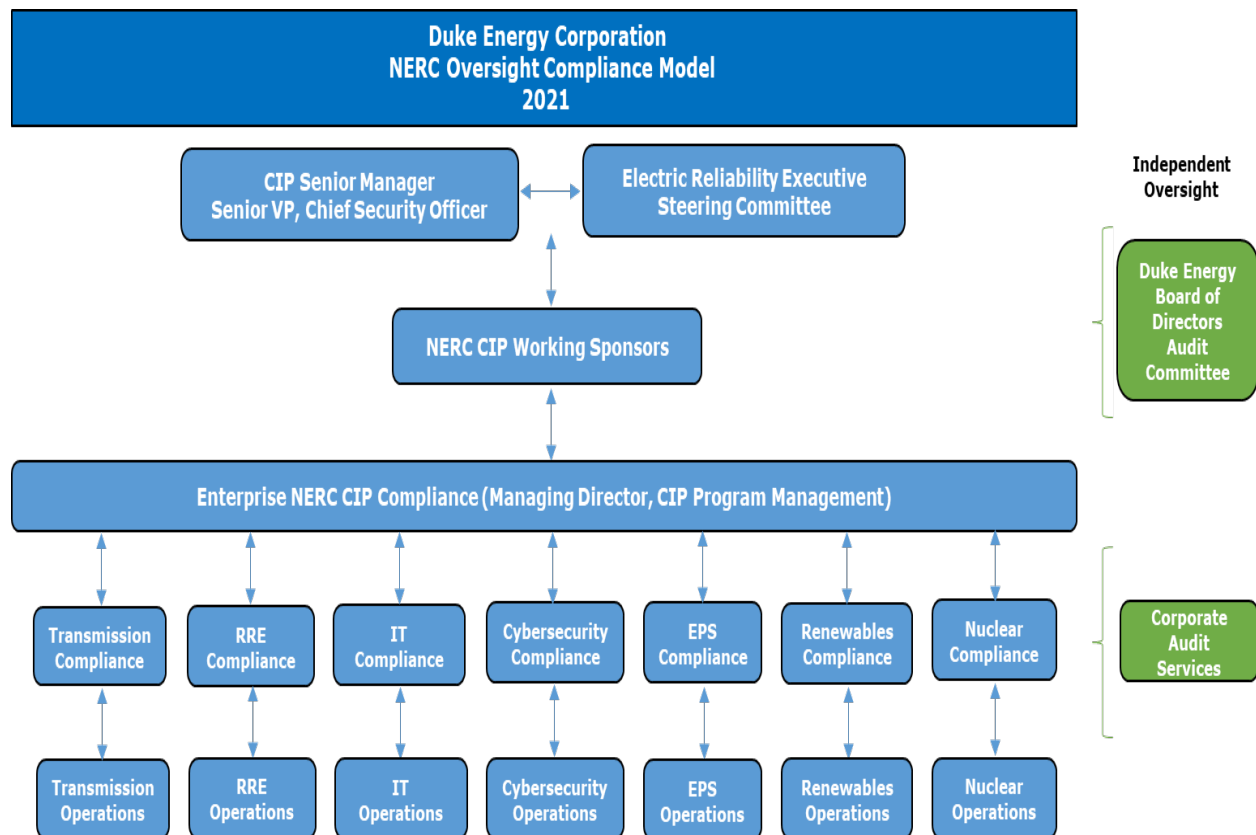 Duke Energy Corporation
NERC Oversight Compliance Model
2021
CIP Senior Manager
Senior VP, Chief Security Officer
Electric Reliability Executive
Steering Committee
Independent
Oversight
Duke Energy
Board of
Directors
Audit
Committee
NERC CIP Working Sponsors
Enterprise NERC CIP Compliance (Managing Director, CIP Program Management)
Transmission
Compliance
RRE
Compliance
IT
Compliance
Cybersecurity
Compliance
EPS
Compliance
Renewables
Compliance
Nuclear
Compliance
Corporate
Audit
Services
Transmission
Operations
RRE
Operations
IT
Operations
Cybersecurity
Operations
EPS
Operations
Renewables
Operations
Nuclear
Operations